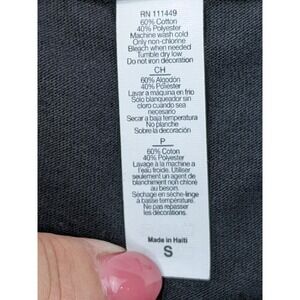 RN 111449
60% Cotton
40% Polyester
Machine wash cold
Only non-chlorine
Bleach when needed
Tumble dry low
Do not iron decoration
CH
60% Algodón
40% Poliéster
Lavar a máquina en frio
Solo blanqueador sin
cloro cuando sea
necesario
Secar a baja temperatura
No planche
Sobre la decoración
P
60% Coton
40% Polyester
Lavage à la machine a
l'eau froide. Utiliser
seulement un agent de
blanchiment non chloré
au besoin.
Séchage en sèche-linge
à basse température.
Ne pas repasser
les décorations
Made in Haiti
S